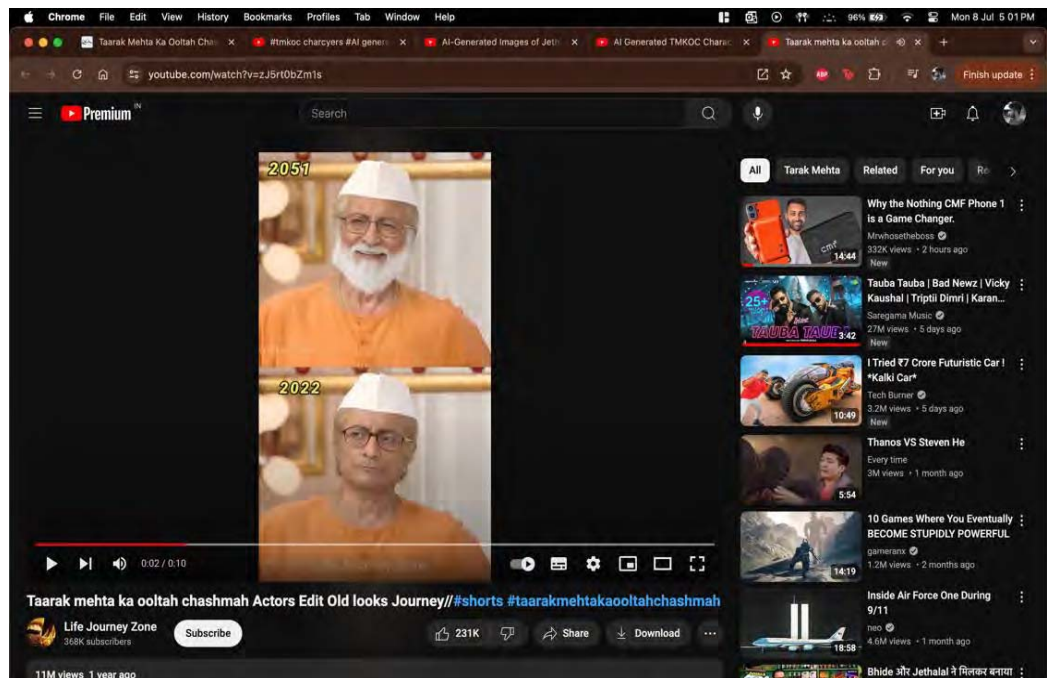 Chrome File Edit View History Bookmarks Profiles Tab Window Help 96% Mon 8 Jul 5 01 PM
Taarak Mehta Ka Ooltah Chas #tmkoc charcyers #AI genera AI-Generated Images of Jeth AI Generated TMKOC Charac Taarak mehta ka ooltah c
youtube.com/watch?v=zJ5rt0bZm1s Finish update
Premium IN Search
2051
2022
0:02 / 0:10
Taarak mehta ka ooltah chashmah Actors Edit Old looks Journey//#shorts #taarakmehtakaooltahchashmah
Life Journey Zone
368K subscribers
Subscribe 231K Share Download
11M views 1 year ago
All Tarak Mehta Related For you Re
Why the Nothing CMF Phone 1
is a Game Changer.
Mrwhosetheboss
332K views • 2 hours ago
New
cmf
14:44
Tauba Tauba | Bad Newz | Vicky
Kaushal | Triptii Dimri | Karan...
Saregama Music
27M views • 5 days ago
New
25+
TAUBA TAUBA
3:42
I Tried ₹7 Crore Futuristic Car !
*Kalki Car*
Tech Burner
3.2M views • 5 days ago
New
10:49
Thanos VS Steven He
Every time
3M views • 1 month ago
5:54
10 Games Where You Eventually
BECOME STUPIDLY POWERFUL
gameranx
1.2M views • 2 months ago
14:19
Inside Air Force One During
9/11
neo
4.6M views • 1 month ago
18:58
Bhide और Jethalal ने मिलकर बनाया